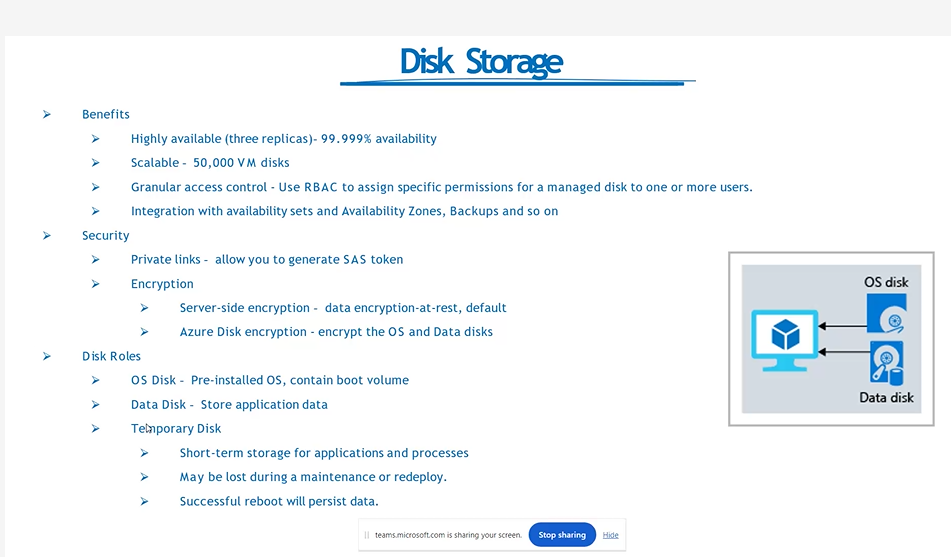 Disk Storage
Benefits
Highly available (three replicas)- 99.999% availability
Scalable - 50,000 VM disks
Granular access control - Use RBAC to assign specific permissions for a managed disk to one or more users.
Integration with availability sets and Availability Zones, Backups and so on
Security
Private links - allow you to generate SAS token
Encryption
Server-side encryption - data encryption-at-rest, default
Azure Disk encryption - encrypt the OS and Data disks
Disk Roles
OS Disk - Pre-installed OS, contain boot volume
Data Disk - Store application data
Temporary Disk
Short-term storage for applications and processes
May be lost during a maintenance or redeploy.
Successful reboot will persist data.
OS disk
Data disk
teams.microsoft.com is sharing your screen.
Stop sharing
Hide